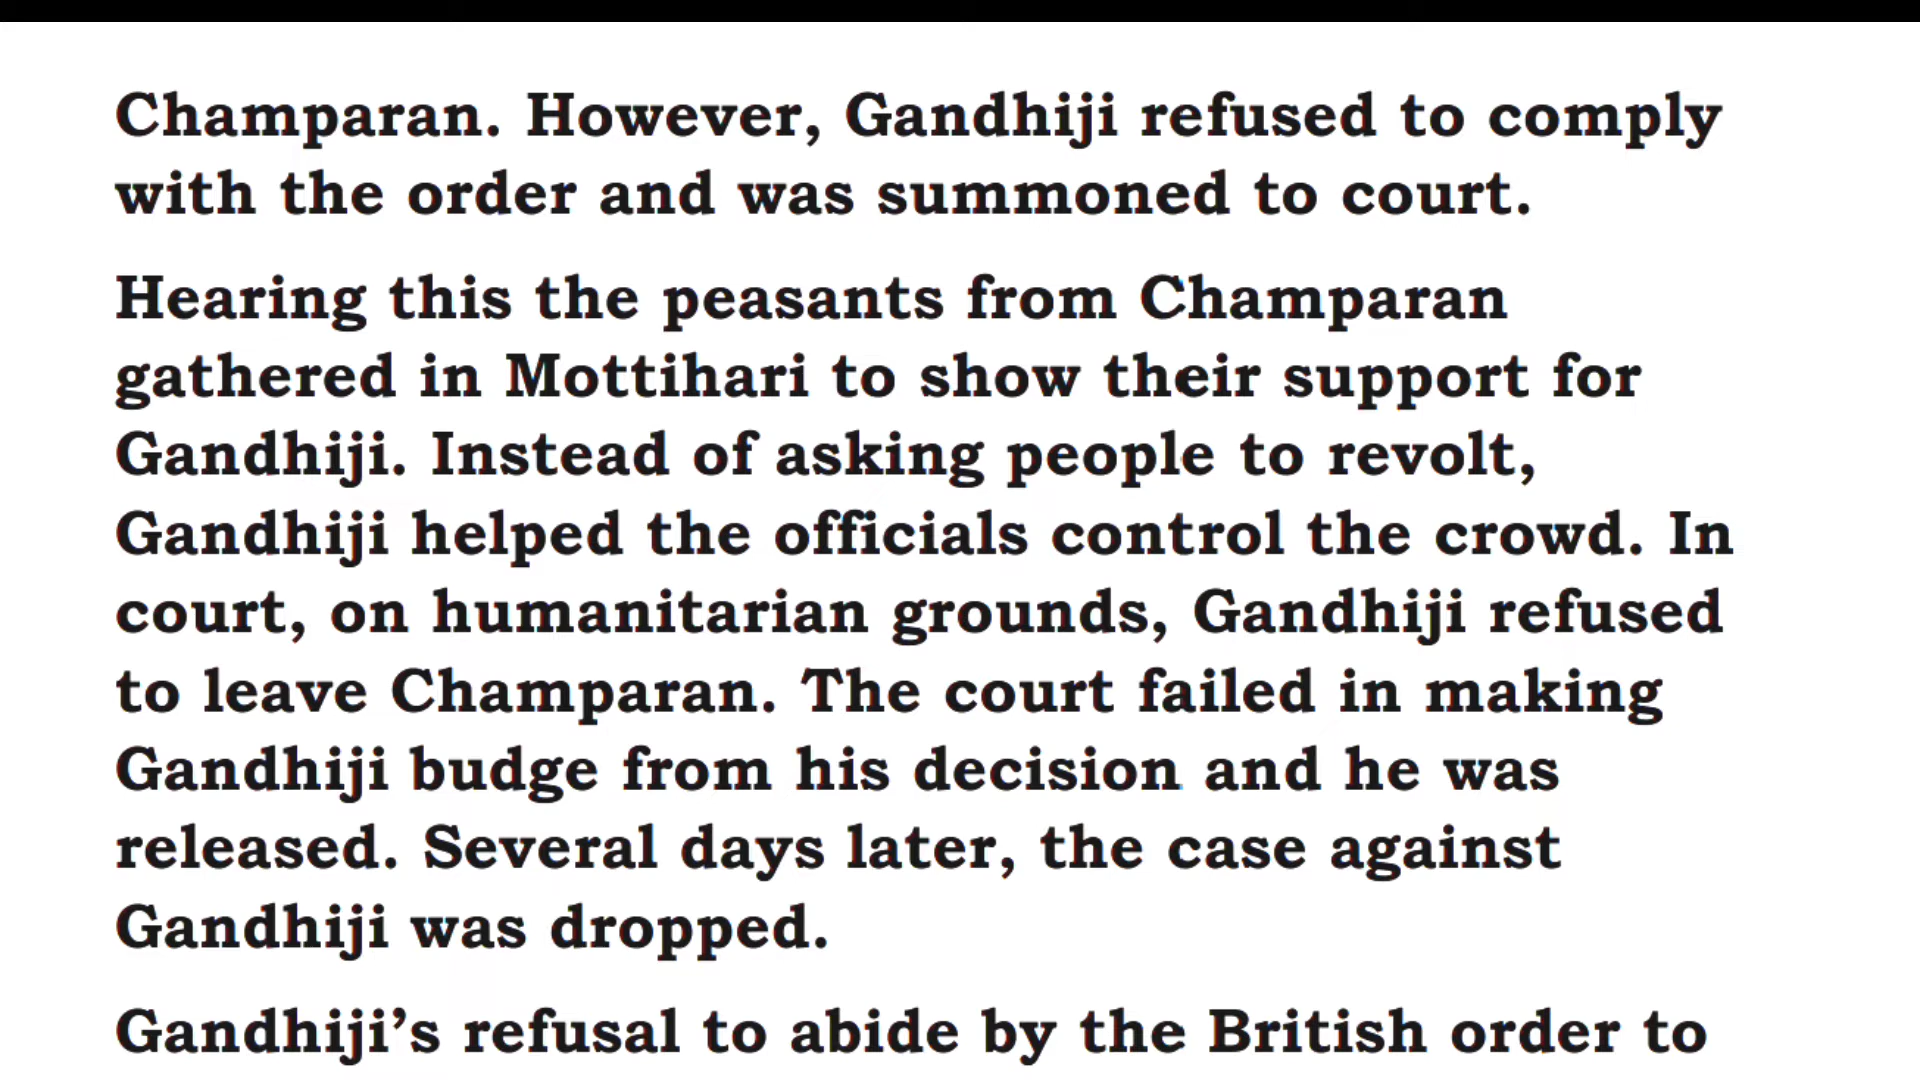 Champaran. However, Gandhiji refused to comply
with the order and was summoned to court.
Hearing this the peasants from Champaran
gathered in Mottihari to show their support for
Gandhiji. Instead of asking people to revolt,
Gandhiji helped the officials control the crowd. In
court, on humanitarian grounds, Gandhiji refused
to leave Champaran. The court failed in making
Gandhiji budge from his decision and he was
released. Several days later, the case against
Gandhiji was dropped.
Gandhiji’s refusal to abide by the British order to